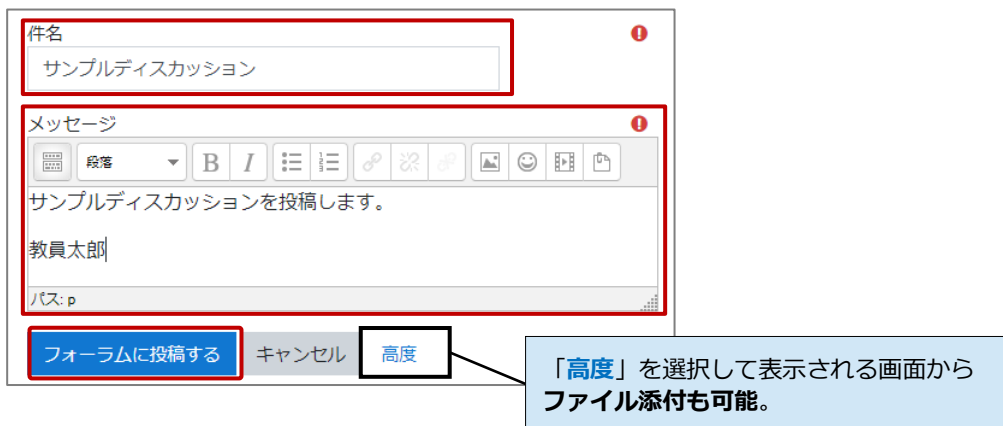 件名
サンプルディスカッション
メッセージ
段落 B I
サンプルディスカッションを投稿します。
教員太郎
パス: p
フォーラムに投稿する キャンセル 高度
「高度」を選択して表示される画面から
ファイル添付も可能。